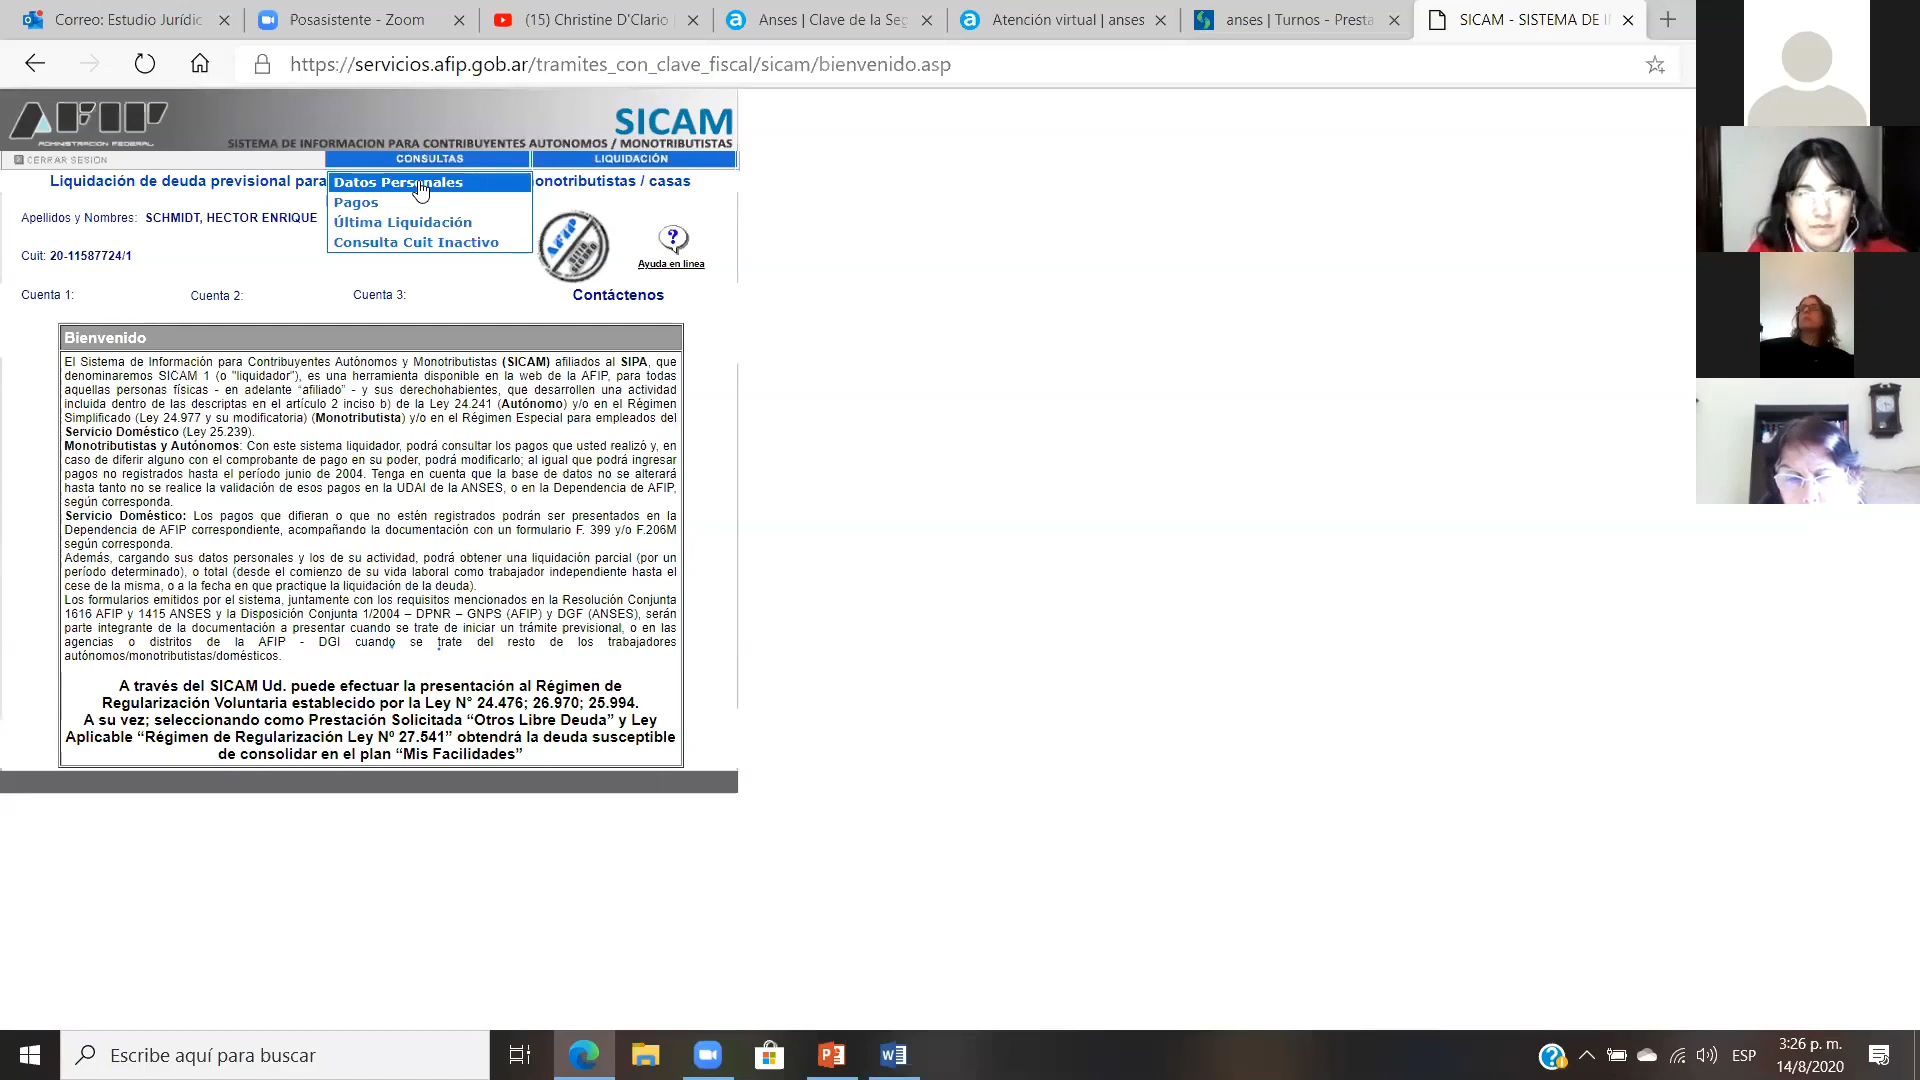 Correo: Estudio Jurídic
Posasistente - Zoom
(15) Christine D'Clario
Anses | Clave de la Seg
Atención virtual | anses
anses | Turnos - Presta
SICAM - SISTEMA DE I
https://servicios.afip.gob.ar/tramites_con_clave_fiscal/sicam/bienvenido.asp
AFIP
ADMINISTRACION FEDERAL
SICAM
SISTEMA DE INFORMACION PARA CONTRIBUYENTES AUTONOMOS / MONOTRIBUTISTAS
CERRAR SESION
CONSULTAS
LIQUIDACIÓN
Liquidación de deuda previsional para
onotributistas / casas
Datos Personales
Pagos
Última Liquidación
Consulta Cuit Inactivo
Apellidos y Nombres: SCHMIDT, HECTOR ENRIQUE
Cuit: 20-11587724/1
AFIP
SITIO SEGURO
?
Ayuda en linea
Cuenta 1:
Cuenta 2:
Cuenta 3:
Contáctenos
Bienvenido
El Sistema de Información para Contribuyentes Autónomos y Monotributistas (SICAM) afiliados al SIPA, que
denominaremos SICAM 1 (o "liquidador"), es una herramienta disponible en la web de la AFIP, para todas
aquellas personas físicas - en adelante “afiliado” - y sus derechohabientes, que desarrollen una actividad
incluida dentro de las descriptas en el artículo 2 inciso b) de la Ley 24.241 (Autónomo) y/o en el Régimen
Simplificado (Ley 24.977 y su modificatoria) (Monotributista) y/o en el Régimen Especial para empleados del
Servicio Doméstico (Ley 25.239).
Monotributistas y Autónomos: Con este sistema liquidador, podrá consultar los pagos que usted realizó y, en
caso de diferir alguno con el comprobante de pago en su poder, podrá modificarlo; al igual que podrá ingresar
pagos no registrados hasta el período junio de 2004. Tenga en cuenta que la base de datos no se alterará
hasta tanto no se realice la validación de esos pagos en la UDAI de la ANSES, o en la Dependencia de AFIP,
según corresponda.
Servicio Doméstico: Los pagos que difieran o que no estén registrados podrán ser presentados en la
Dependencia de AFIP correspondiente, acompañando la documentación con un formulario F. 399 y/o F.206M
según corresponda.
Además, cargando sus datos personales y los de su actividad, podrá obtener una liquidación parcial (por un
período determinado), o total (desde el comienzo de su vida laboral como trabajador independiente hasta el
cese de la misma, o a la fecha en que practique la liquidación de la deuda).
Los formularios emitidos por el sistema, juntamente con los requisitos mencionados en la Resolución Conjunta
1616 AFIP y 1415 ANSES y la Disposición Conjunta 1/2004 – DPNR – GNPS (AFIP) y DGF (ANSES), serán
parte integrante de la documentación a presentar cuando se trate de iniciar un trámite previsional, o en las
agencias o distritos de la AFIP - DGI cuando se trate del resto de los trabajadores
autónomos/monotributistas/domésticos.
A través del SICAM Ud. puede efectuar la presentación al Régimen de
Regularización Voluntaria establecido por la Ley N° 24.476; 26.970; 25.994.
A su vez; seleccionando como Prestación Solicitada “Otros Libre Deuda” y Ley
Aplicable “Régimen de Regularización Ley Nº 27.541” obtendrá la deuda susceptible
de consolidar en el plan “Mis Facilidades”
Escribe aquí para buscar
ESP
3:26 p. m.
14/8/2020